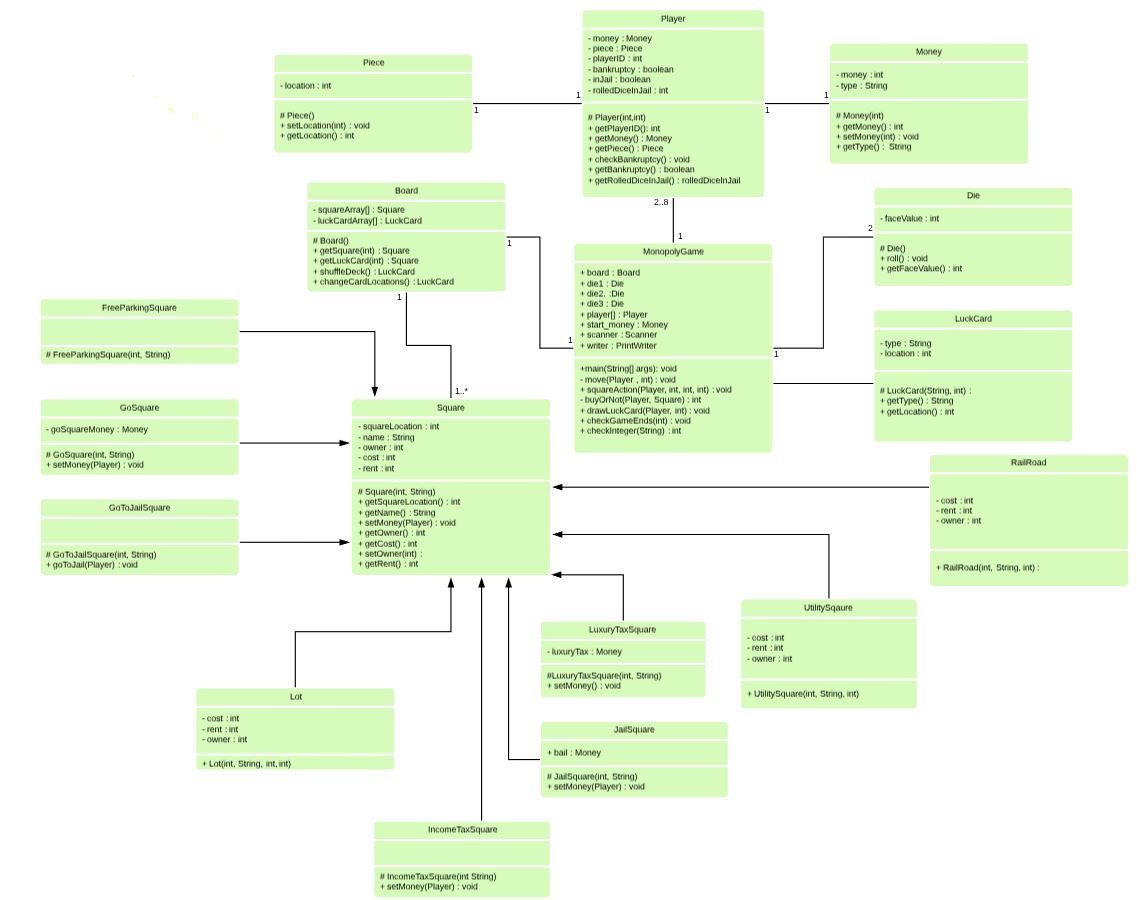 Player
- money : Money
- piece : Piece
- playerID : int
- bankruptcy : boolean
- inJail : boolean
- rolledDiceInJail : int
# Player(int,int)
+ getPlayerID(): int
+ getMoney() : Money
+ getPiece() : Piece
+ checkBankruptcy() : void
+ getBankruptcy() : boolean
+ getRolledDiceInJail() : rolledDiceInJail
Piece
- location : int
# Piece()
+ setLocation(int) : void
+ getLocation() : int
1
1
1
1
Money
- money : int
- type : String
# Money(int)
+ getMoney() : int
+ setMoney(int) : void
+ getType() : String
Board
- squareArray[] : Square
- luckCardArray[] : LuckCard
# Board()
+ getSquare(int) : Square
+ getLuckCard(int) : Square
+ shuffleDeck() : LuckCard
+ changeCardLocations() : LuckCard
2..8
1
1
1
1
1..*
MonopolyGame
+ board : Board
+ die1 : Die
+ die2, :Die
+ die3 : Die
+ player[] : Player
+ start_money : Money
+ scanner : Scanner
+ writer : PrintWriter
+main(String[] args): void
- move(Player , int) : void
+ squareAction(Player, int, int, int) : void
- buyOrNot(Player, Square) : int
+ drawLuckCard(Player, int) : void
+ checkGameEnds(int) : void
+ checkInteger(String) : int
2
1
Die
- faceValue : int
# Die()
+ roll() : void
+ getFaceValue() : int
LuckCard
- type : String
- location : int
# LuckCard(String, int) :
+ getType() : String
+ getLocation() : int
FreeParkingSquare
# FreeParkingSquare(int, String)
GoSquare
- goSquareMoney : Money
# GoSquare(int, String)
+ setMoney(Player) : void
GoToJailSquare
# GoToJailSquare(int, String)
+ goToJail(Player) : void
Square
- squareLocation : int
- name : String
- owner : int
- cost : int
- rent : int
# Square(int, String)
+ getSquareLocation() : int
+ getName() : String
+ setMoney(Player) : void
+ getOwner() : int
+ getCost() : int
+ setOwner(int) :
+ getRent() : int
RailRoad
- cost : int
- rent : int
- owner : int
+ RailRoad(int, String, int) :
UtilitySqaure
- cost : int
- rent : int
- owner : int
+ UtilitySquare(int, String, int)
LuxuryTaxSquare
- luxuryTax : Money
#LuxuryTaxSquare(int, String)
+ setMoney() : void
Lot
- cost : int
- rent : int
- owner : int
+ Lot(int, String, int, int)
JailSquare
+ bail : Money
# JailSquare(int, String)
+ setMoney(Player) : void
IncomeTaxSquare
# IncomeTaxSquare(int String)
+ setMoney(Player) : void